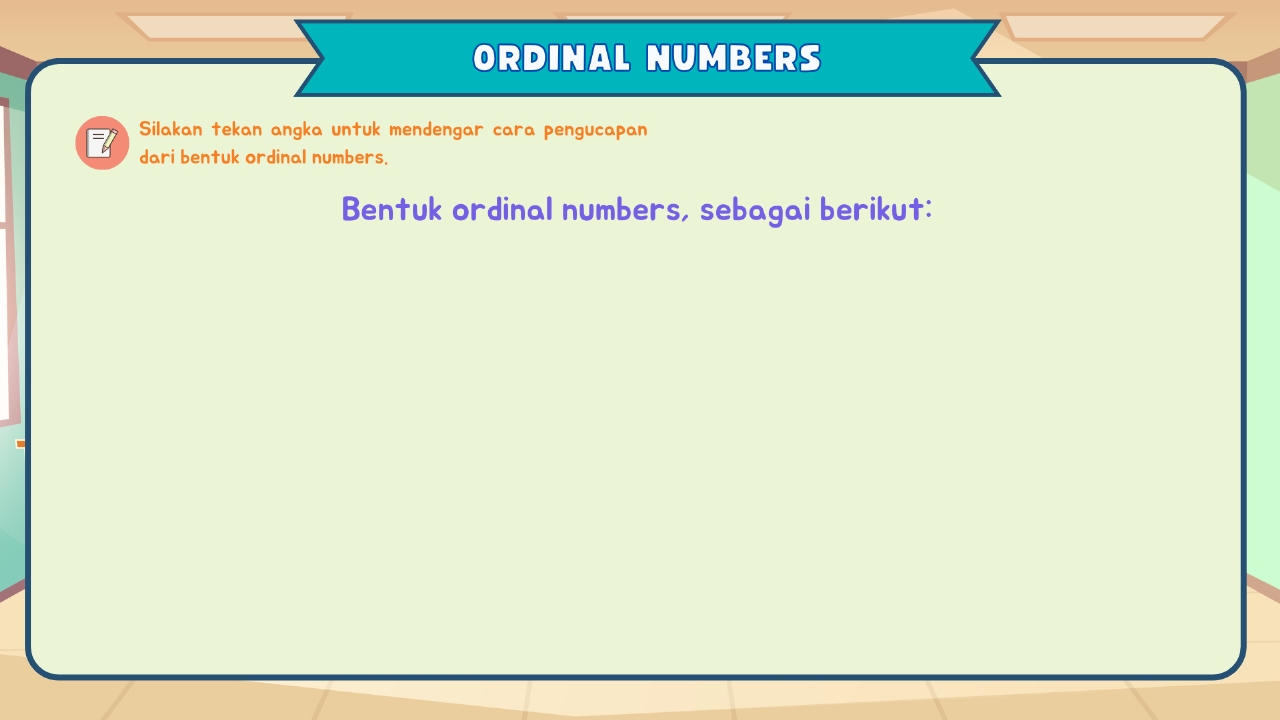 ORDINAL NUMBERS
Silakan tekan angka untuk mendengar cara pengucapan
dari bentuk ordinal numbers.
Bentuk ordinal numbers, sebagai berikut: